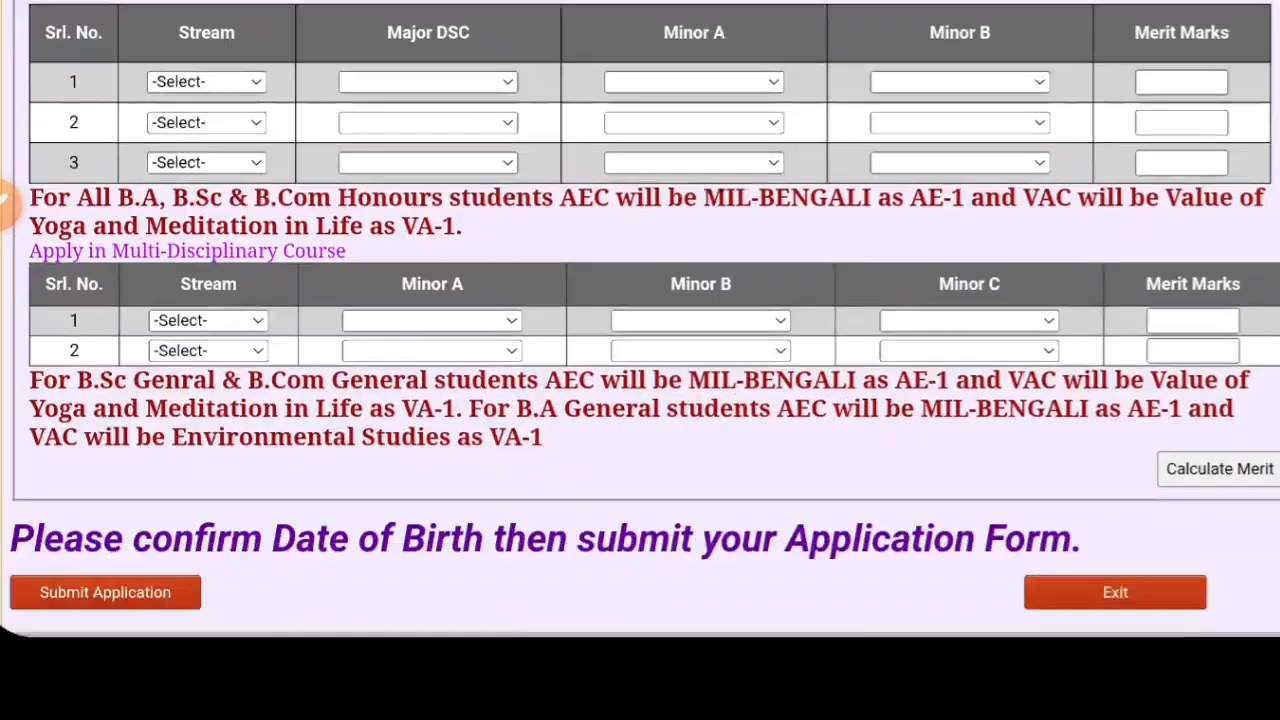 Srl. No. Stream Major DSC Minor A Minor B Merit Marks
1 -Select-
2 -Select-
3 -Select-
For All B.A, B.Sc & B.Com Honours students AEC will be MIL-BENGALI as AE-1 and VAC will be Value of
Yoga and Meditation in Life as VA-1.
Apply in Multi-Disciplinary Course
Srl. No. Stream Minor A Minor B Minor C Merit Marks
1 -Select-
2 -Select-
For B.Sc Genral & B.Com General students AEC will be MIL-BENGALI as AE-1 and VAC will be Value of
Yoga and Meditation in Life as VA-1. For B.A General students AEC will be MIL-BENGALI as AE-1 and
VAC will be Environmental Studies as VA-1
Calculate Merit
Please confirm Date of Birth then submit your Application Form.
Submit Application Exit